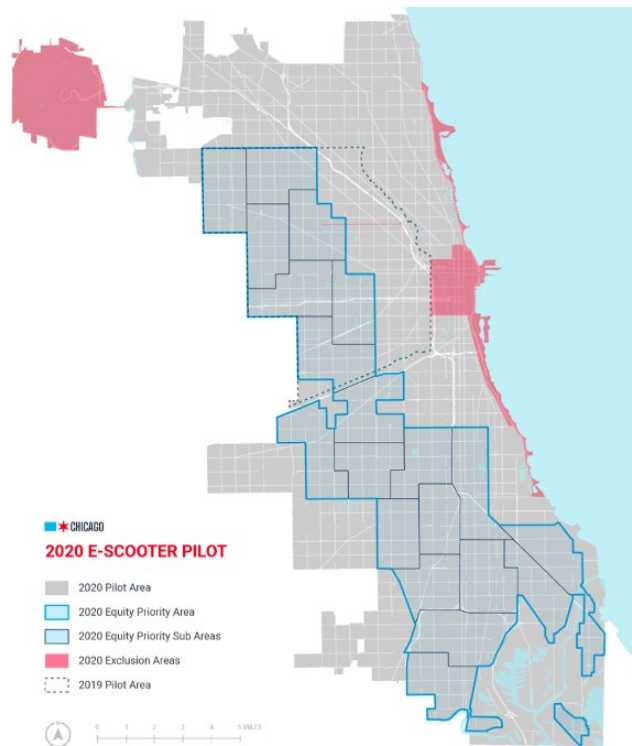 CHICAGO
2020 E-SCOOTER PILOT
2020 Pilot Area
2020 Equity Priority Area
2020 Equity Priority Sub Areas
2020 Exclusion Areas
2019 Pilot Area
N
0 1 2 3 4 5 MILES